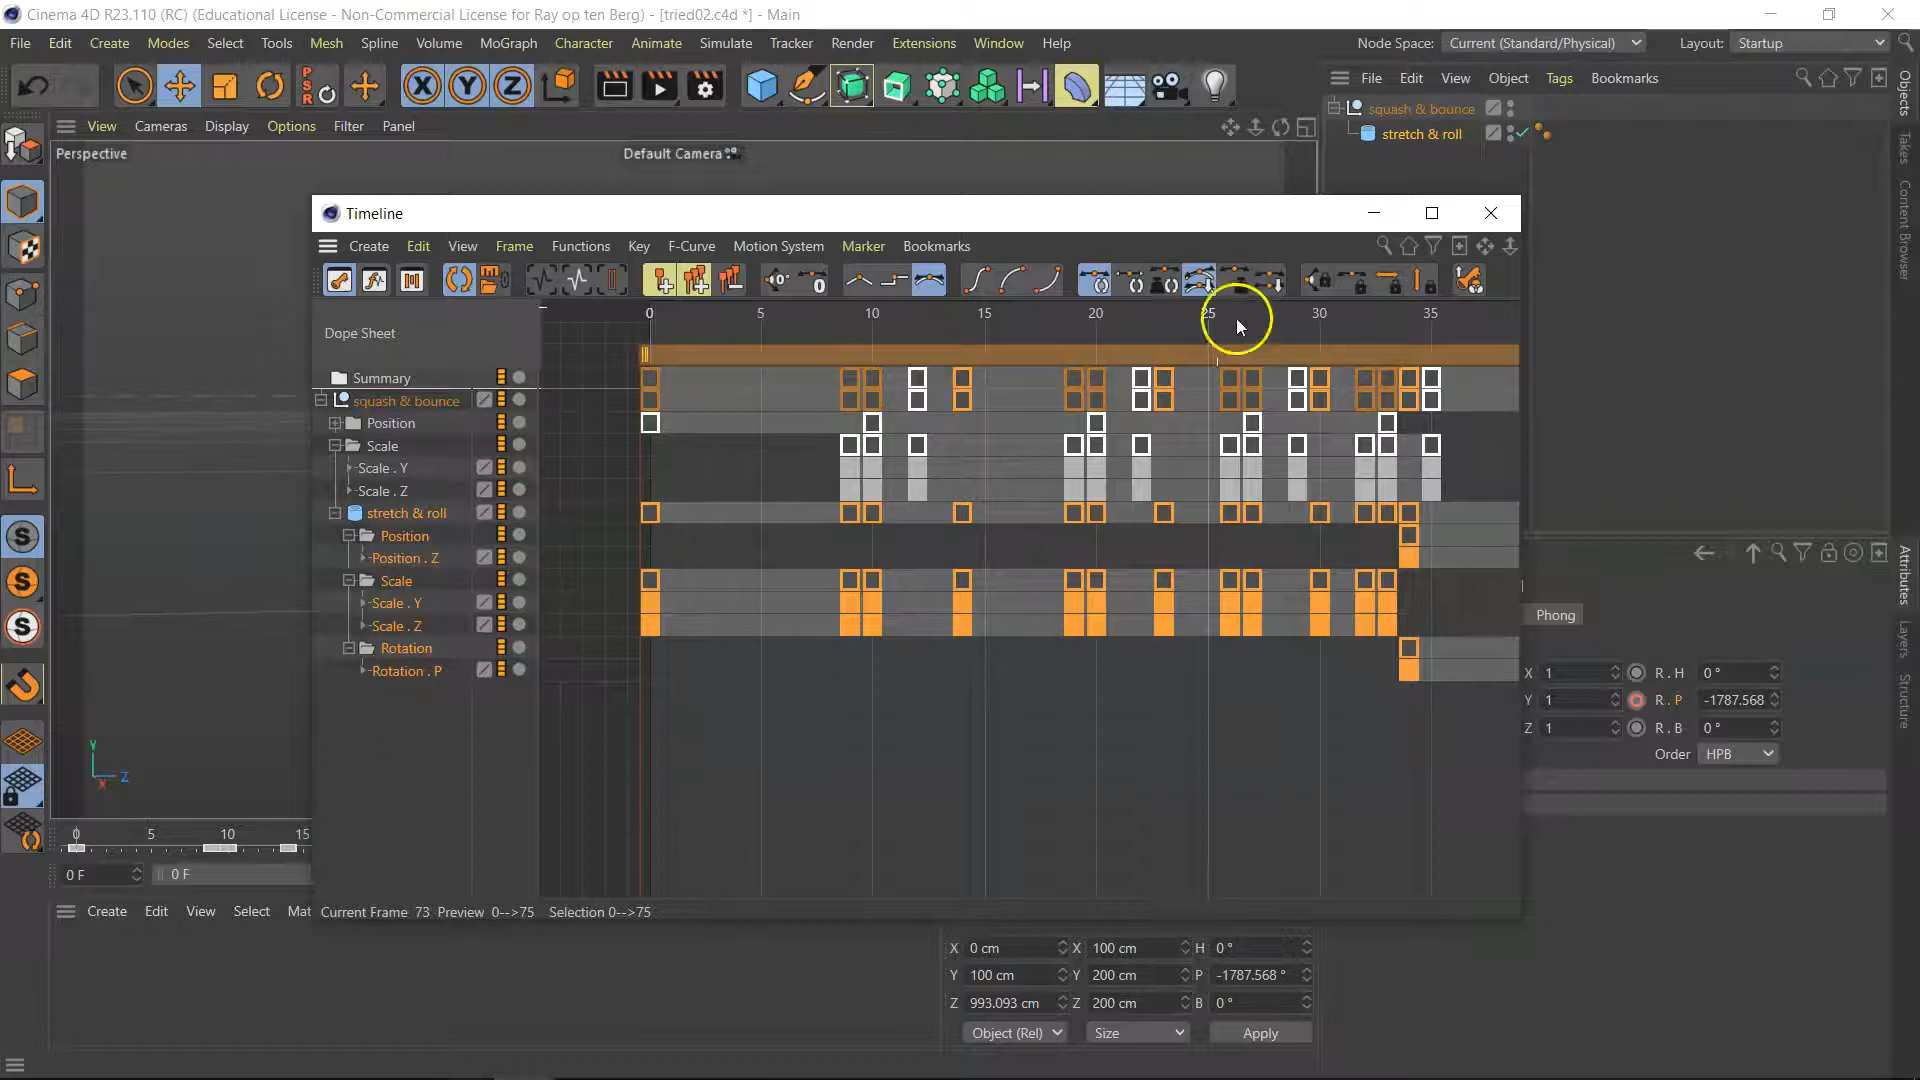 Cinema 4D R23.110 (RC) (Educational License - Non-Commercial License for Ray op ten Berg) - [tried02.c4d *] - Main
File Edit Create Modes Select Tools Mesh Spline Volume MoGraph Character Animate Simulate Tracker Render Extensions Window Help Node Space: Current (Standard/Physical) Layout: Startup
File Edit View Object Tags Bookmarks
View Cameras Display Options Filter Panel
squash & bounce
stretch & roll
Perspective Default Camera
Timeline
Create Edit View Frame Functions Key F-Curve Motion System Marker Bookmarks
0 5 10 15 20 25 30 35
Dope Sheet
Summary
squash & bounce
Position
Scale
Scale . Y
Scale . Z
stretch & roll
Position
Position . Z
Scale
Scale . Y
Scale . Z
Rotation
Rotation . P
Current Frame 73 Preview 0-->75 Selection 0-->75
Objects
Takes
Content Browser
Attributes
Layers
Structure
Phong
X 1 R . H 0 °
Y 1 R . P -1787.568
Z 1 R . B 0 °
Order HPB
Y
Z
X
0 5 10 15
0 F 0 F
Create Edit View Select Mat
X 0 cm X 100 cm H 0 °
Y 100 cm Y 200 cm P -1787.568 °
Z 993.093 cm Z 200 cm B 0 °
Object (Rel) Size Apply